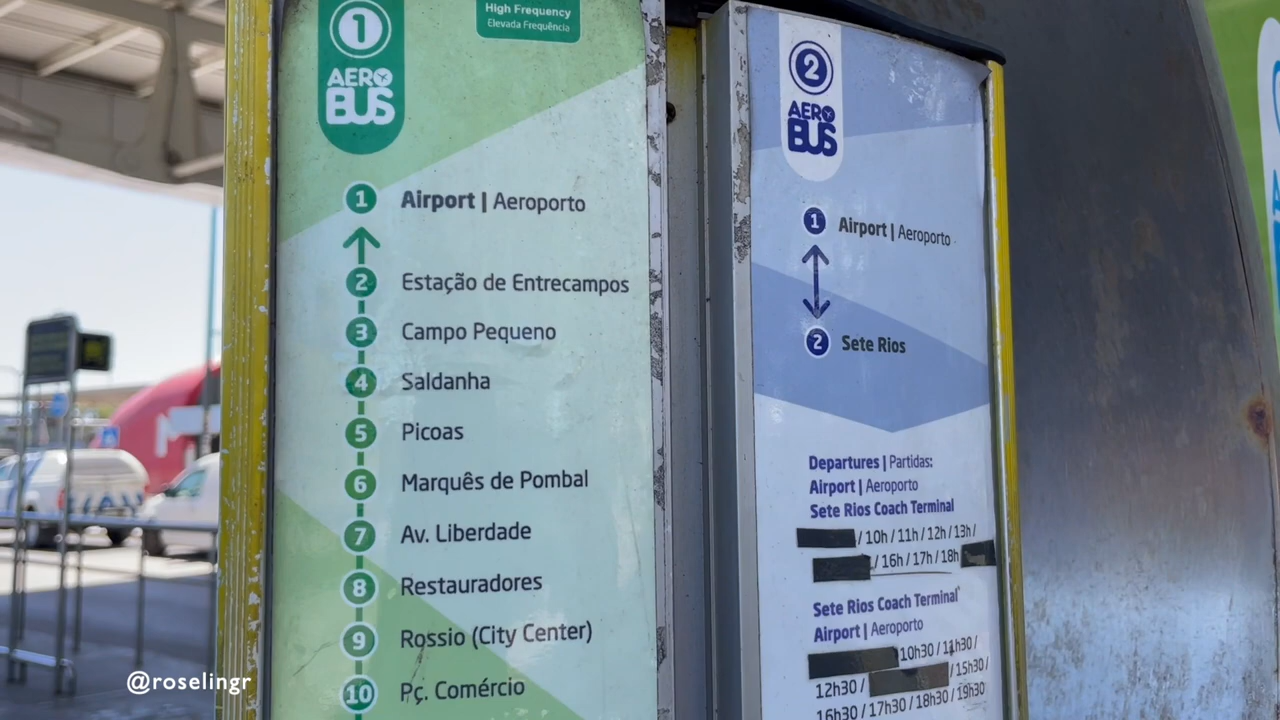 1
AERO
BUS
High Frequency
Elevada Frequência
1 Airport | Aeroporto
2 Estação de Entrecampos
3 Campo Pequeno
4 Saldanha
5 Picoas
6 Marquês de Pombal
7 Av. Liberdade
8 Restauradores
9 Rossio (City Center)
10 Pç. Comércio
2
AERO
BUS
1 Airport | Aeroporto
2 Sete Rios
Departures | Partidas:
Airport | Aeroporto
Sete Rios Coach Terminal
/ 10h / 11h / 12h / 13h /
/ 16h / 17h / 18h
Sete Rios Coach Terminal
Airport | Aeroporto
10h30 / 11h30 /
12h30 / / 15h30 /
16h30 / 17h30 / 18h30 / 19h30
@roselingr